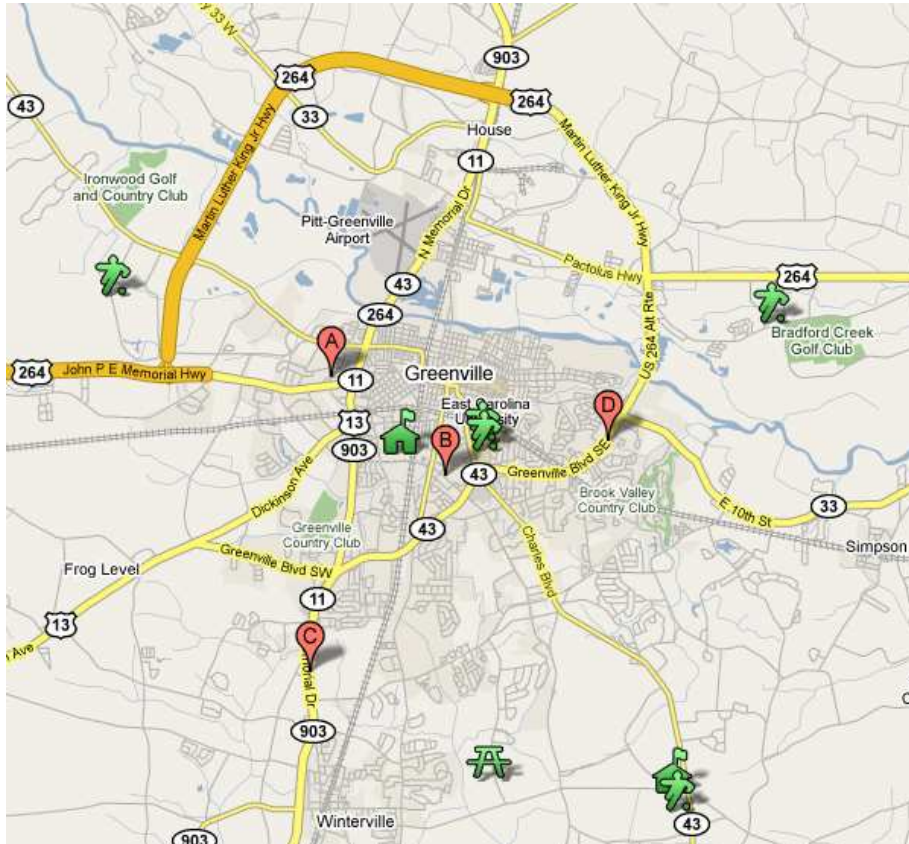 y 33 W
903
264
264
43
33
House
Martin Luther King Jr Hwy
11
Ironwood Golf
and Country Club
Martin Luther King Jr Hwy
Pitt-Greenville
Airport
N Memorial Dr
Pactolus Hwy
264
43
264
US 264 Alt Rte
Bradford Creek
Golf Club
A
264
John P E Memorial Hwy
11
Greenville
East Carolina
University
D
13
903
B
43
Greenville Blvd SE
Dickinson Ave
Brook Valley
Country Club
E 10th St
33
Greenville
Country Club
43
Simpson
Frog Level
Greenville Blvd SW
Charles Blvd
11
13
n Ave
C
morial Dr
903
Winterville
43
903